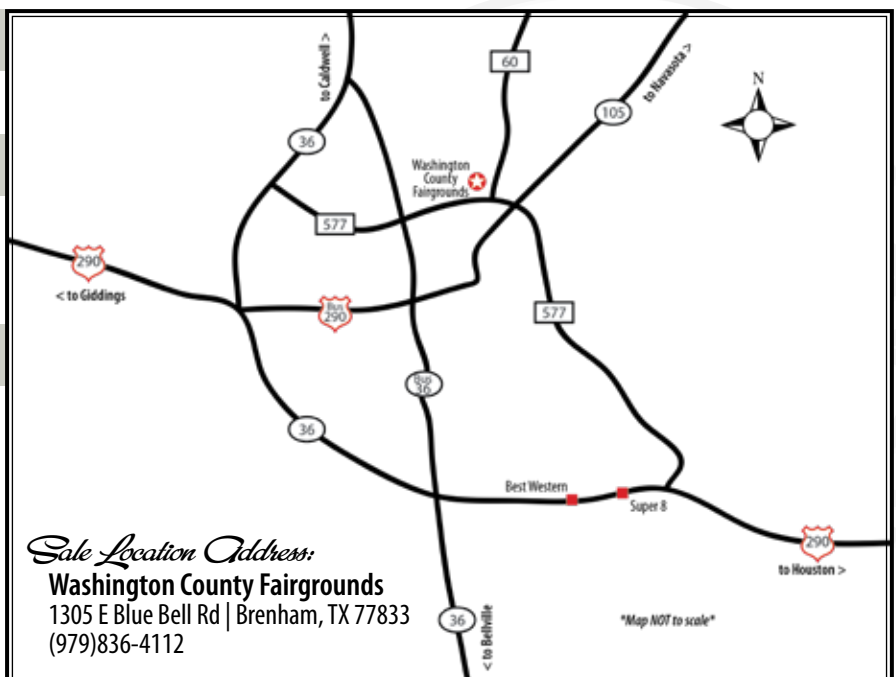 to Caldwell >
60
to Navasota >
N
105
36
Washington
County
Fairgrounds
577
290
< to Giddings
Bus
290
577
Bus
36
36
Best Western
Super 8
290
to Houston >
Sale Location Address:
Washington County Fairgrounds
1305 E Blue Bell Rd | Brenham, TX 77833
(979)836-4112
36
< to Bellville
*Map NOT to scale*